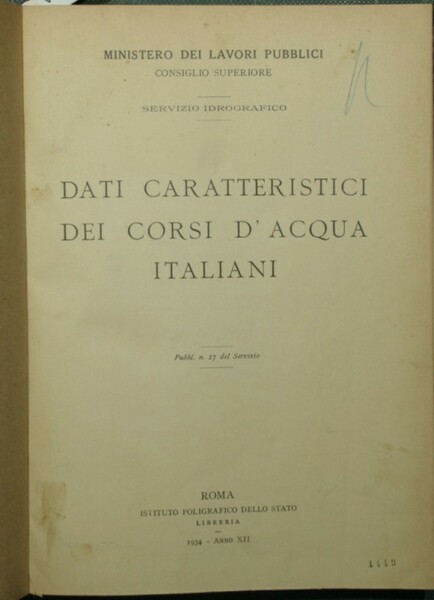 MINISTERO DEI LAVORI PUBBLICI
CONSIGLIO SUPERIORE
SERVIZIO IDROGRAFICO
DATI CARATTERISTICI
DEI CORSI D'ACQUA
ITALIANI
Pubbl. n. 17 del Servizio
ROMA
ISTITUTO POLIGRAFICO DELLO STATO
LIBRERIA
1934 - ANNO XII